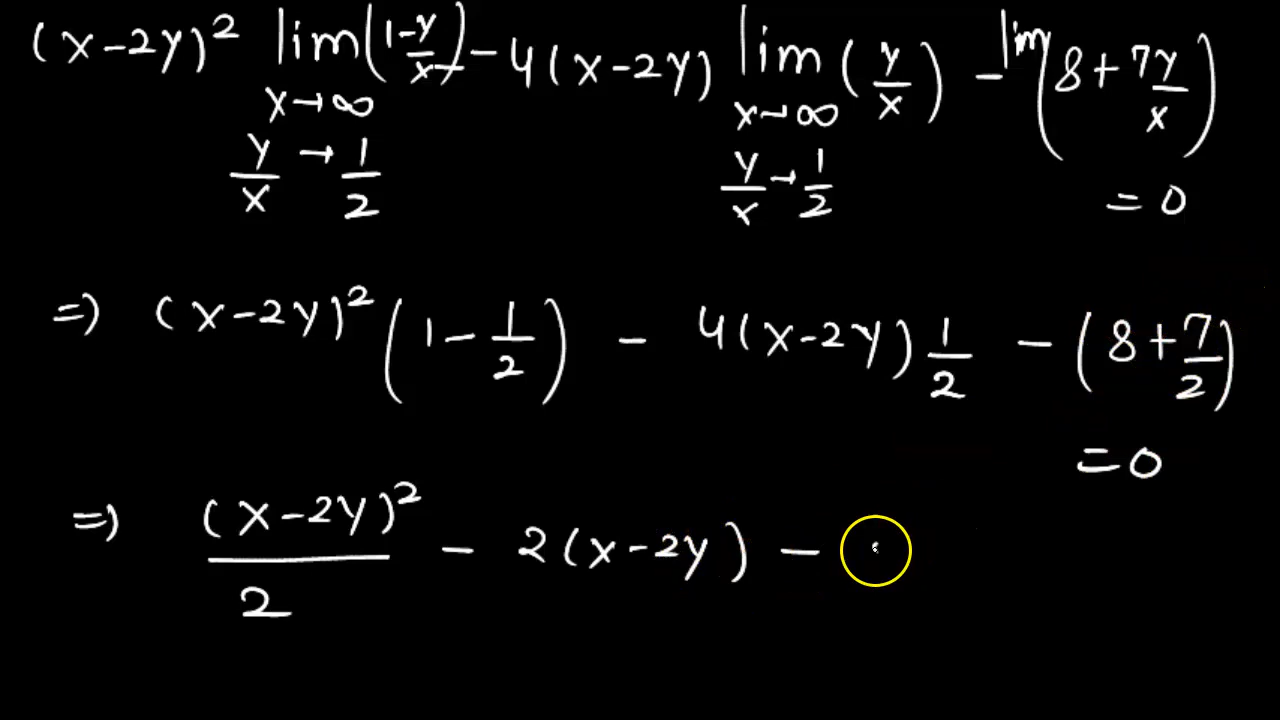 (x-2y)² lim (1-y/x) - 4(x-2y) lim (y/x) - lim (8+7y/x)
x→∞ x→∞
y/x → 1/2 y/x → 1/2 = 0
=) (x-2y)² (1 - 1/2) - 4(x-2y) 1/2 - (8+7/2)
= 0
=) (x-2y)²/2 - 2(x-2y) -